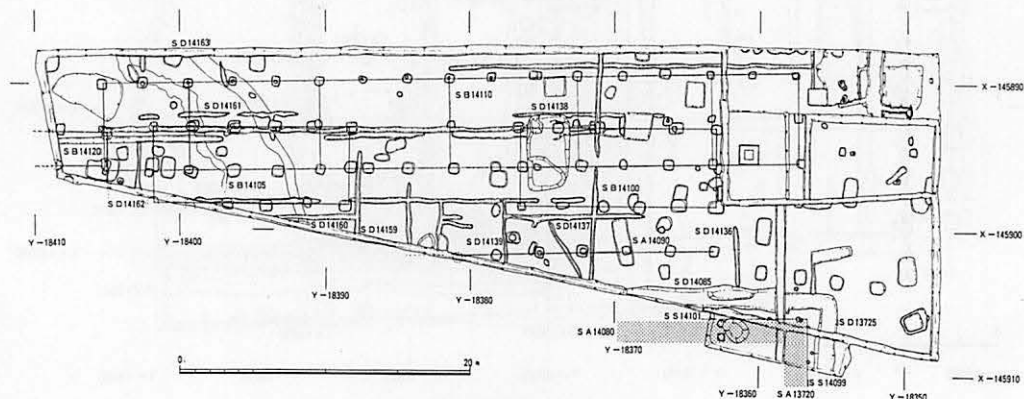 S D14163
X −145890
S B14110
S D14161
S D14138
S B14120
S B14105
S B14100
S D14162
S D14160
S D14159
S D14137
S D14136
S D14139
S A14090
Y −18410
Y −18400
X −145900
S D14085
Y −18390
Y −18380
S S14101
S D13725
S A14080
Y −18370
0
20 m
S S14099
X −145910
Y −18360
S A13720
Y −18350